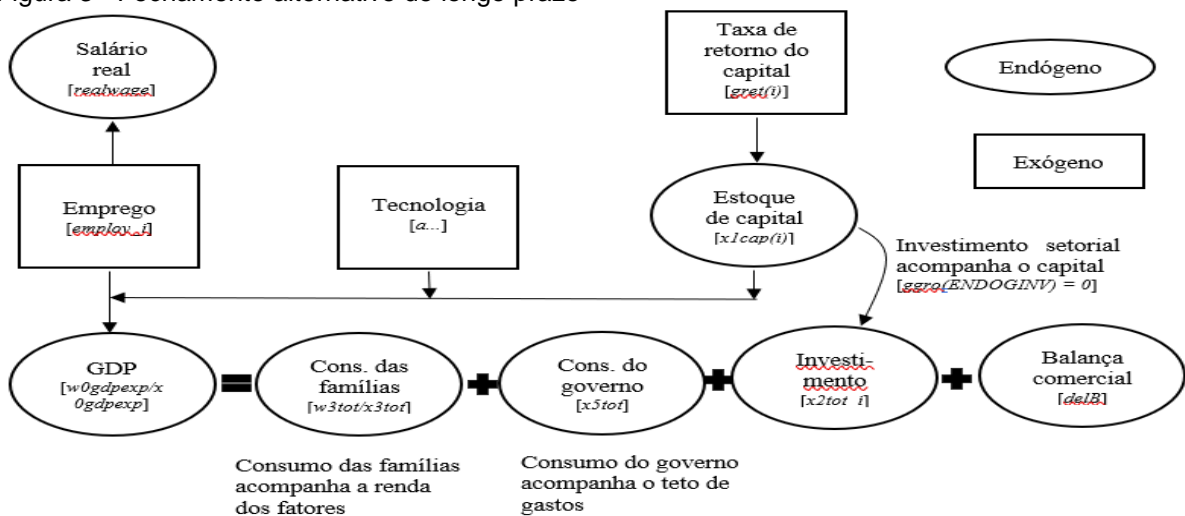 Figura 3 - Fechamento alternativo de longo prazo
Salário
real
[realwage]
Taxa de
retorno do
capital
[gret(i)]
Endógeno
Emprego
[employ_i]
Tecnologia
[a...]
Estoque
de capital
[x1cap(i)]
Exógeno
Investimento setorial
acompanha o capital
[ggro(ENDOGINV) = 0]
GDP
[w0gdpexp/x
0gdpexp]
Cons. das
famílias
[w3tot/x3tot]
Cons. do
governo
[x5tot]
Investi-
mento
[x2tot_i]
Balança
comercial
[delB]
Consumo das famílias
acompanha a renda
dos fatores
Consumo do governo
acompanha o teto de
gastos